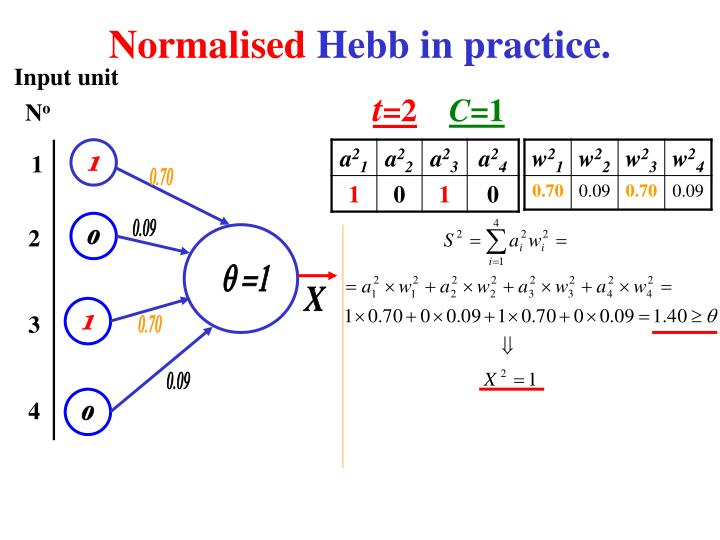 Normalised Hebb in practice.
Input unit
Nº
t=2 C=1
a²₁ a²₂ a²₃ a²₄ w²₁ w²₂ w²₃ w²₄
1 0 1 0 0.70 0.09 0.70 0.09
1 1 0.70
2 0 0.09
3 1 0.70
4 0 0.09
θ=1
X
S² = ∑⁴ᵢ₌₁ a²ᵢw²ᵢ =
= a²₁ × w²₁ + a²₂ × w²₂ + a²₃ × w²₃ + a²₄ × w²₄ =
1×0.70+0×0.09+1×0.70+0×0.09=1.40≥θ
⇓
X² = 1